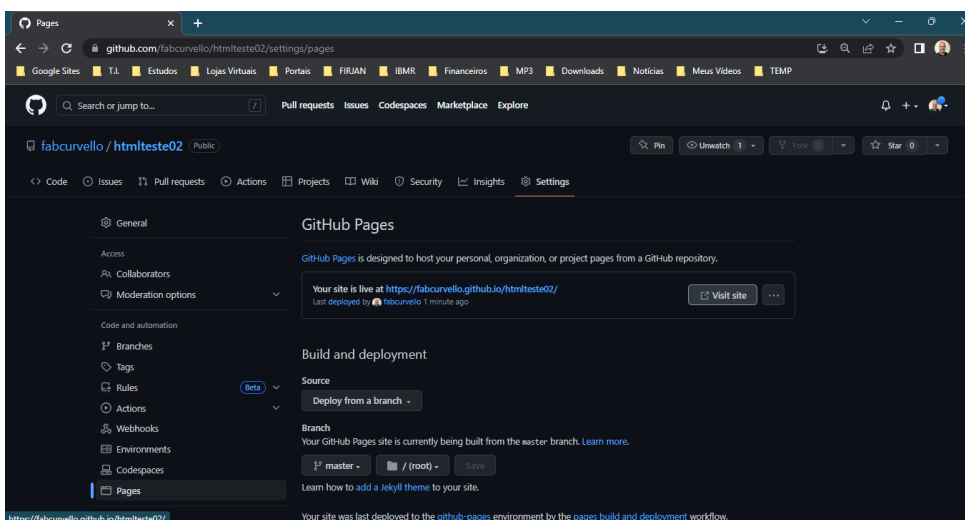 Pages
github.com/fabcurvello/htmlteste02/settings/pages
Google Sites T.I. Estudos Lojas Virtuais Portais FIRJAN IBMR Financeiros MP3 Downloads Notícias Meus Vídeos TEMP
Search or jump to... / Pull requests Issues Codespaces Marketplace Explore
fabcurvello / htmlteste02 Public Pin Unwatch 1 Fork 0 Star 0
Code Issues Pull requests Actions Projects Wiki Security Insights Settings
General
Access
Collaborators
Moderation options
Code and automation
Branches
Tags
Rules Beta
Actions
Webhooks
Environments
Codespaces
Pages
GitHub Pages
GitHub Pages is designed to host your personal, organization, or project pages from a GitHub repository.
Your site is live at https://fabcurvello.github.io/htmlteste02/
Last deployed by fabcurvello 1 minute ago
Visit site
Build and deployment
Source
Deploy from a branch
Branch
Your GitHub Pages site is currently being built from the master branch. Learn more.
master / (root) Save
Learn how to add a Jekyll theme to your site.
Your site was last deployed to the github-pages environment by the pages build and deployment workflow.
https://fabcurvello.github.io/htmlteste02/